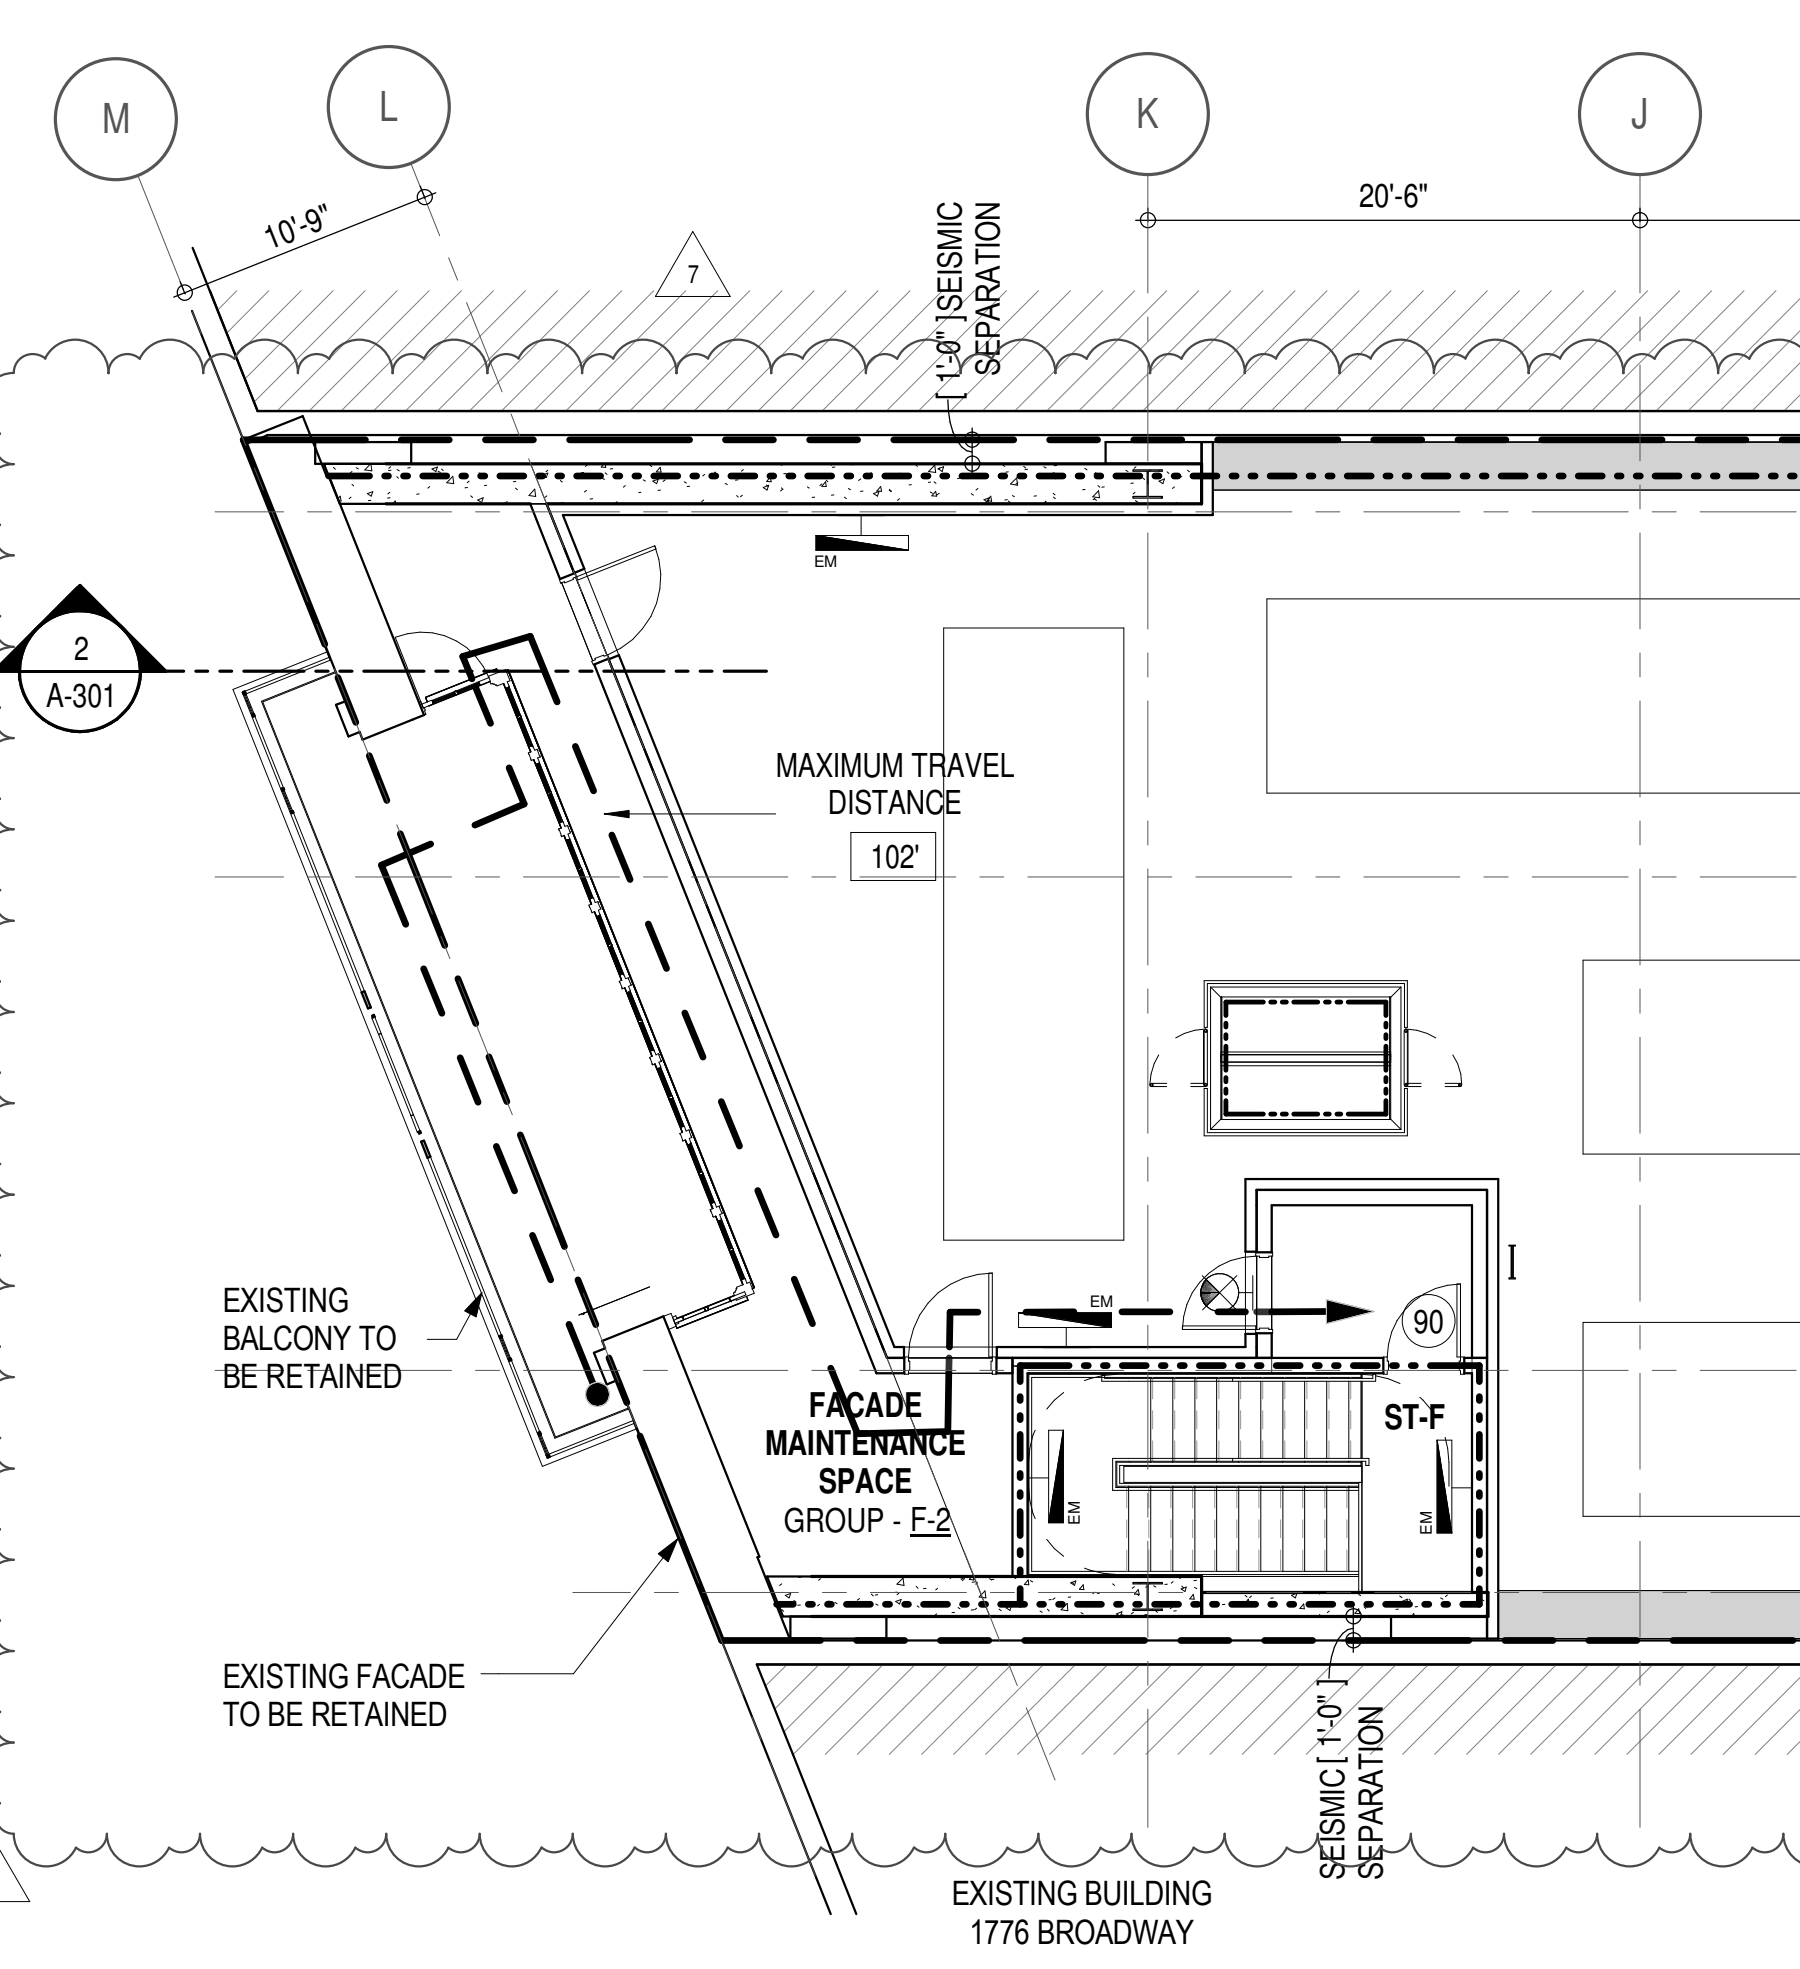 M
L
K
J
10'-9"
20'-6"
7
[ 1'-0" ] SEISMIC
SEPARATION
EM
2
A-301
MAXIMUM TRAVEL
DISTANCE
102'
EXISTING
BALCONY TO
BE RETAINED
EM
90
FACADE
MAINTENANCE
SPACE
GROUP - F-2
ST-F
EM
EM
EXISTING FACADE
TO BE RETAINED
SEISMIC [ 1'-0" ]
SEPARATION
EXISTING BUILDING
1776 BROADWAY